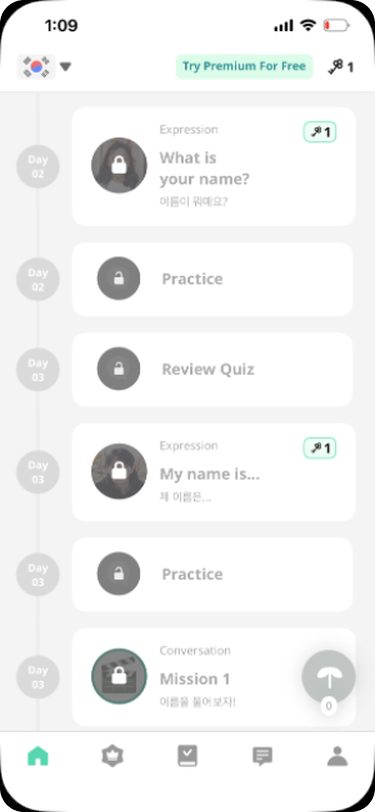 1:09
Try Premium For Free
1
Day
02
Expression
1
What is
your name?
이름이 뭐예요?
Day
02
Practice
Day
03
Review Quiz
Day
03
Expression
1
My name is...
제 이름은...
Day
03
Practice
Day
03
Conversation
Mission 1
이름을 물어보자!
0